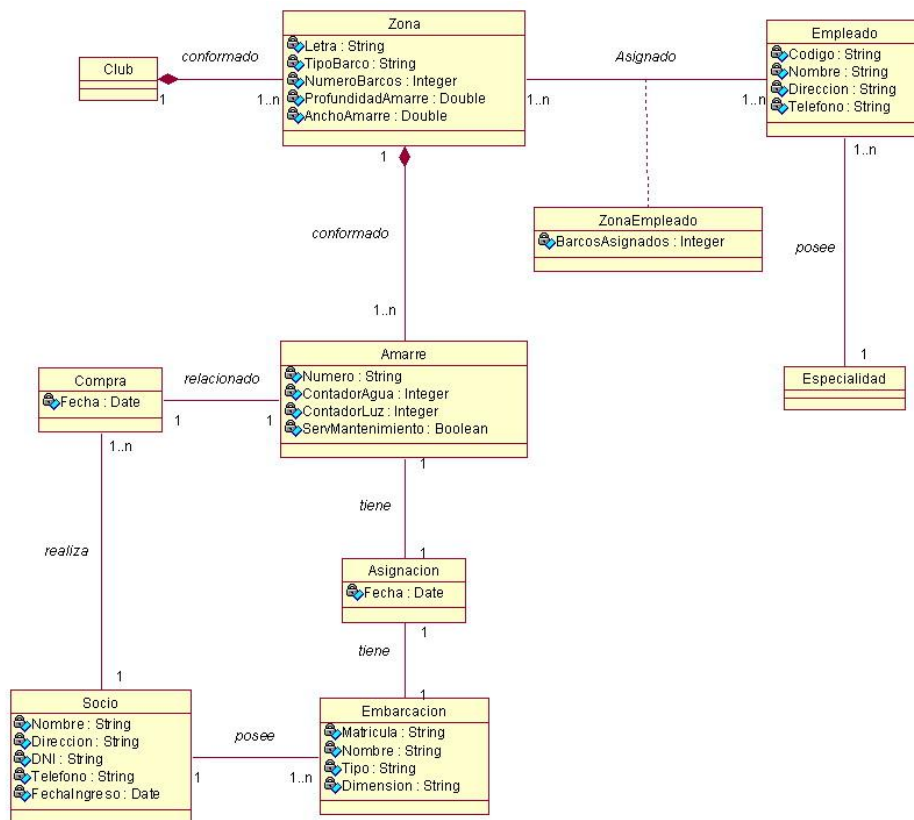 Zona
Letra : String
TipoBarco : String
NumeroBarcos : Integer
ProfundidadAmarre : Double
AnchoAmarre : Double
Club
conformado
1
1..n
Asignado
1..n
1..n
Empleado
Codigo : String
Nombre : String
Direccion : String
Telefono : String
1
1..n
ZonaEmpleado
BarcosAsignados : Integer
conformado
posee
1..n
1
Amarre
Numero : String
ContadorAgua : Integer
ContadorLuz : Integer
ServMantenimiento : Boolean
Especialidad
Compra
Fecha : Date
relacionado
1
1
1..n
1
tiene
realiza
1
Asignacion
Fecha : Date
1
tiene
1
1
Socio
Nombre : String
Direccion : String
DNI : String
Telefono : String
FechaIngreso : Date
posee
1
1..n
Embarcacion
Matricula : String
Nombre : String
Tipo : String
Dimension : String